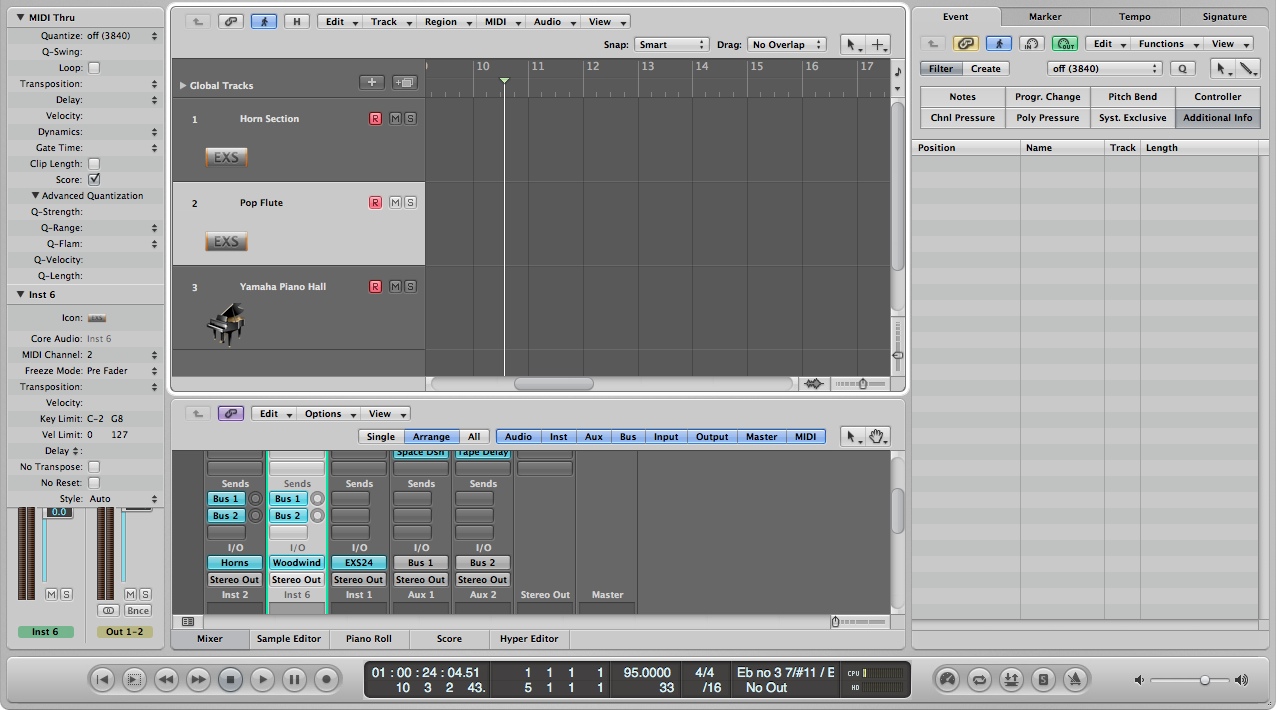 MIDI Thru
Quantize: off (3840)
Q-Swing:
Loop:
Transposition:
Delay:
Velocity:
Dynamics:
Gate Time:
Clip Length:
Score:
Advanced Quantization
Q-Strength:
Q-Range:
Q-Flam:
Q-Velocity:
Q-Length:
Inst 6
Icon:
Core Audio: Inst 6
MIDI Channel: 2
Freeze Mode: Pre Fader
Transposition:
Velocity:
Key Limit: C-2 G8
Vel Limit: 0 127
Delay :
No Transpose:
No Reset:
Style: Auto
0.0
M S M S
Bnce
Inst 6 Out 1-2
H Edit Track Region MIDI Audio View
Snap: Smart Drag: No Overlap
10 11 12 13 14 15 16 17
Global Tracks
1 Horn Section R M S
EXS
2 Pop Flute R M S
EXS
3 Yamaha Piano Hall R M S
Edit Options View
Single Arrange All Audio Inst Aux Bus Input Output Master MIDI
Space Dsn Tape Delay
Sends Sends Sends Sends Sends
Bus 1 Bus 1
Bus 2 Bus 2
I/O I/O I/O I/O I/O
Horns Woodwind EXS24 Bus 1 Bus 2
Stereo Out Stereo Out Stereo Out Stereo Out Stereo Out
Inst 2 Inst 6 Inst 1 Aux 1 Aux 2 Stereo Out Master
Mixer Sample Editor Piano Roll Score Hyper Editor
Event Marker Tempo Signature
IN OUT Edit Functions View
Filter Create off (3840) Q
Notes Progr. Change Pitch Bend Controller
Chnl Pressure Poly Pressure Syst. Exclusive Additional Info
Position Name Track Length
01 : 00 : 24 : 04.51 1 1 1 1 95.0000 4/4 Eb no 3 7/#11 / E CPU
10 3 2 43. 5 1 1 1 33 /16 No Out HD
S